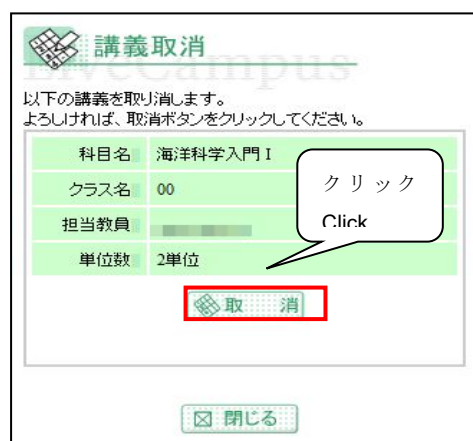 講義取消
LiveCampus
以下の講義を取り消します。
よろしければ、取消ボタンをクリックしてください。
科目名 海洋科学入門 I
クラス名 00
担当教員
単位数 2単位
クリック
Click
取 消
閉じる